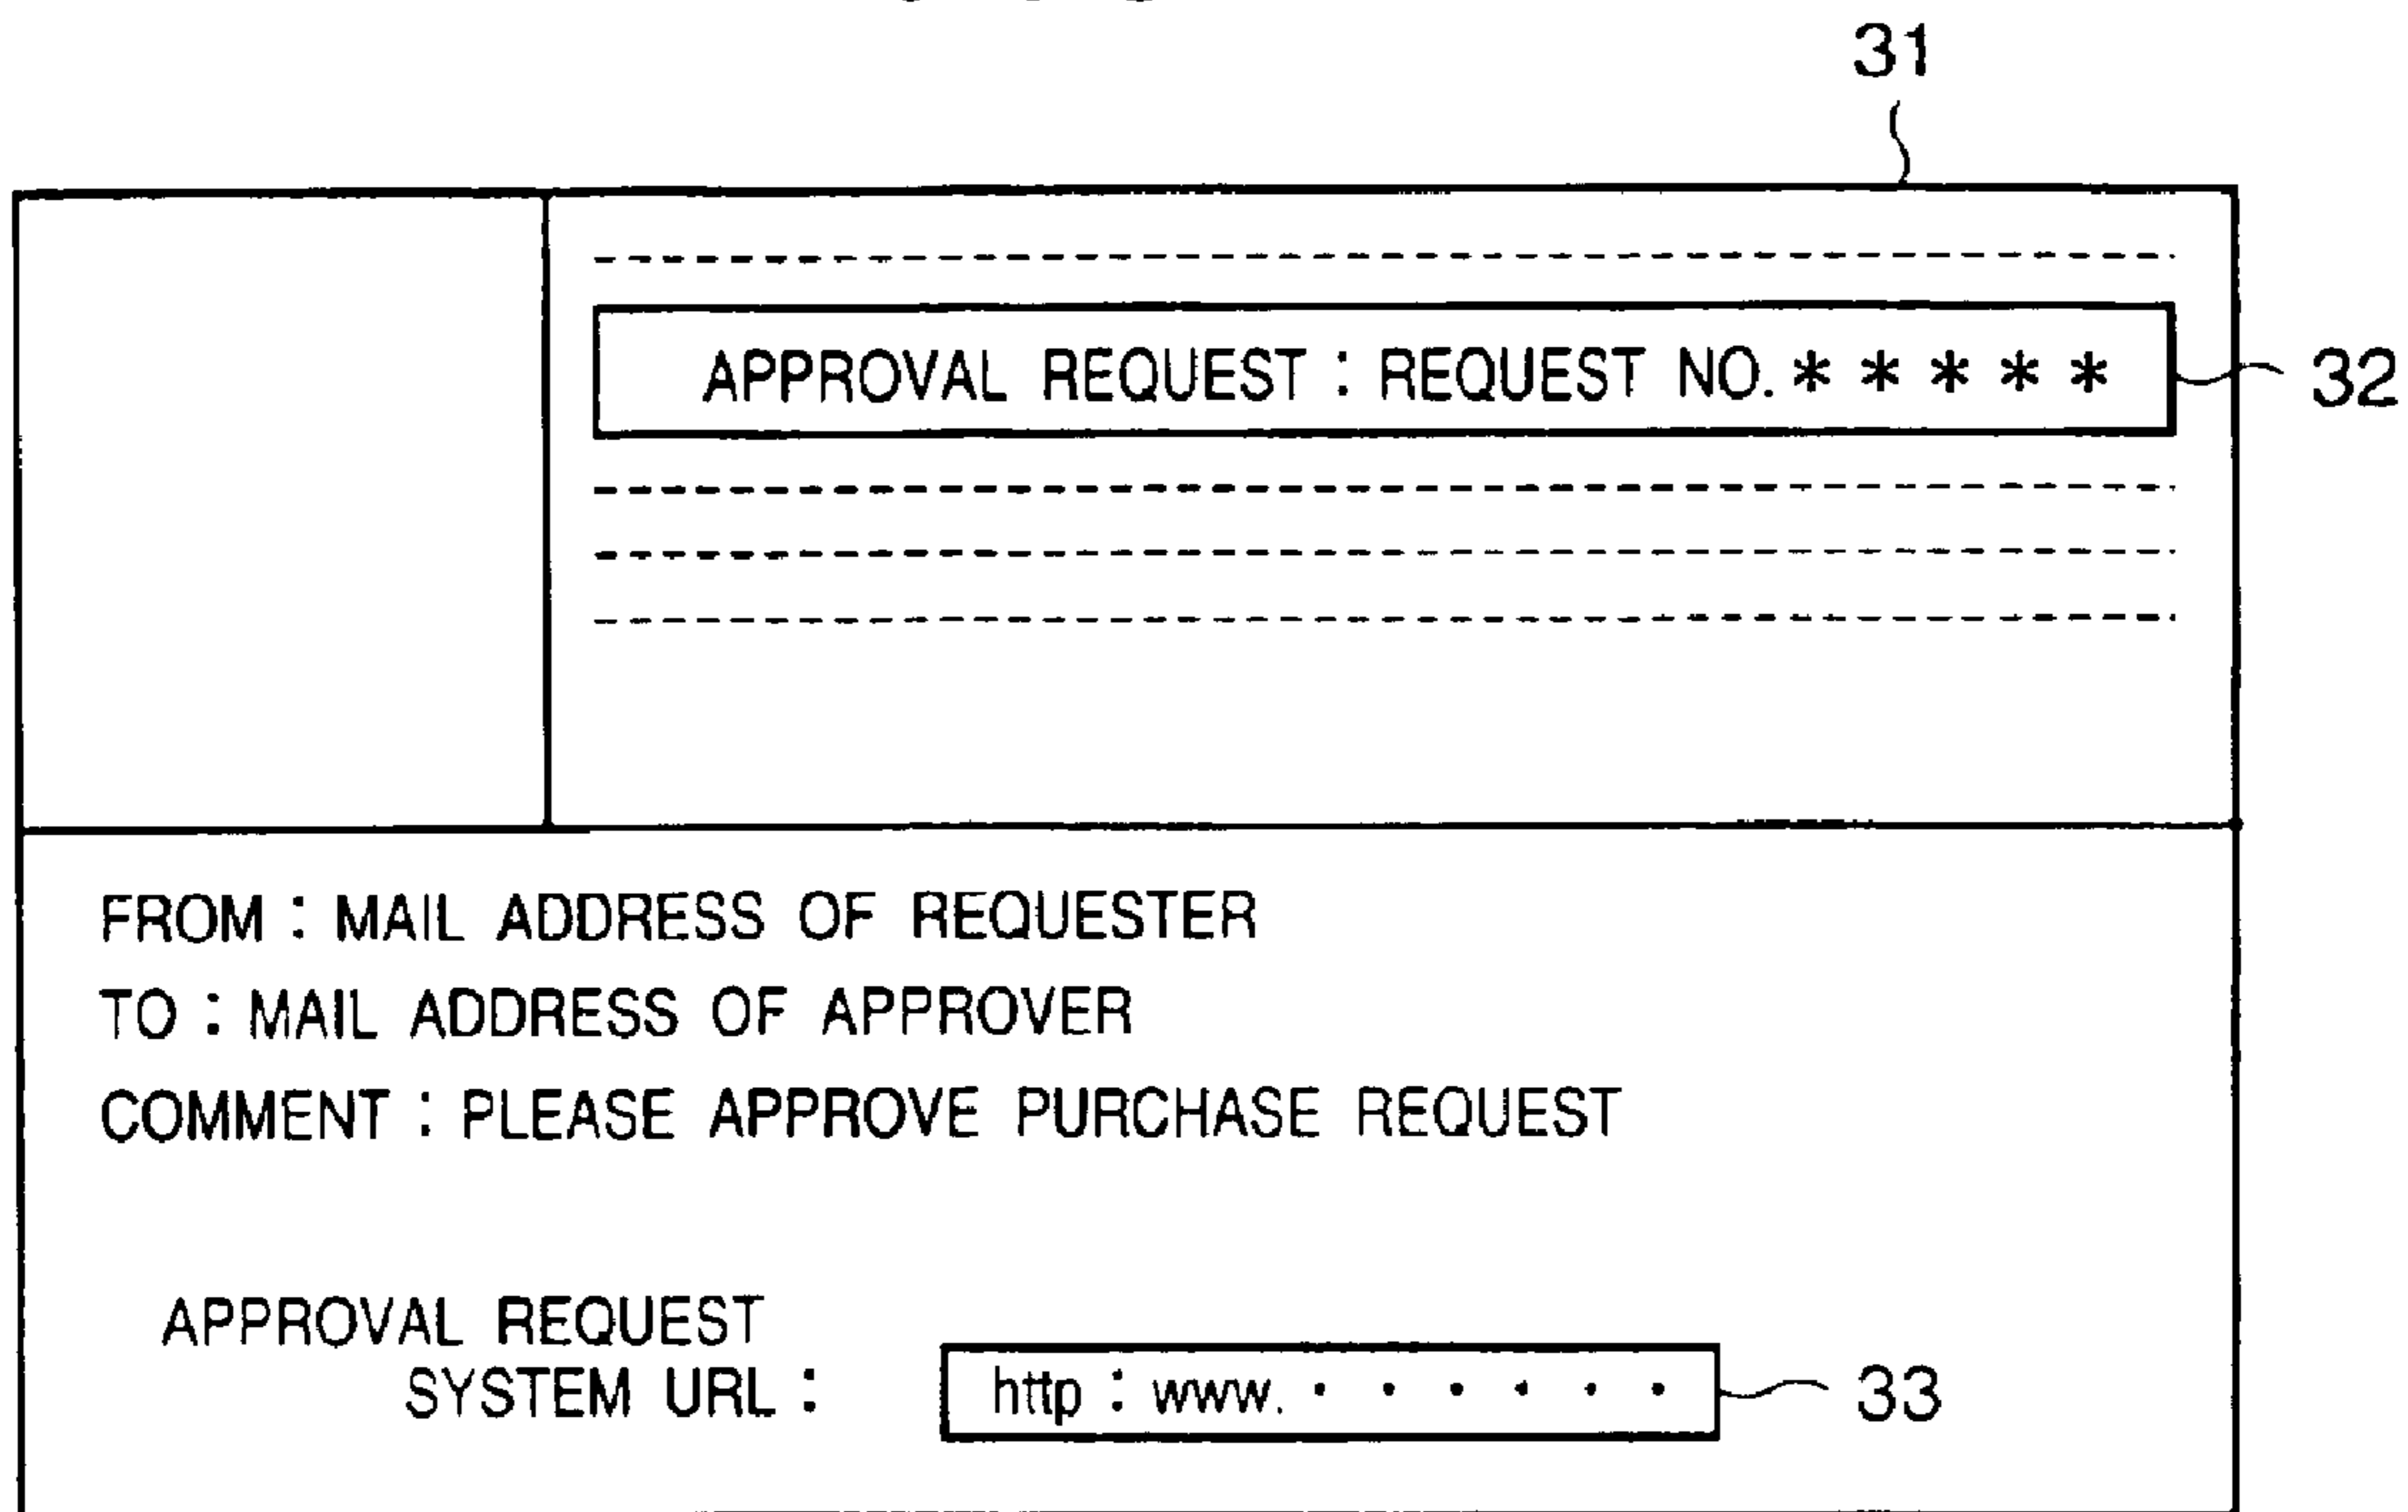 31
APPROVAL REQUEST : REQUEST NO. * * * * *
32
FROM : MAIL ADDRESS OF REQUESTER
TO : MAIL ADDRESS OF APPROVER
COMMENT : PLEASE APPROVE PURCHASE REQUEST
APPROVAL REQUEST
SYSTEM URL :
http : www. · · · · · ·
33